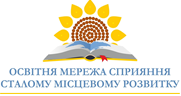 ОСВІТНЯ МЕРЕЖА СПРИЯННЯ
СТАЛОМУ МІСЦЕВОМУ РОЗВИТКУ